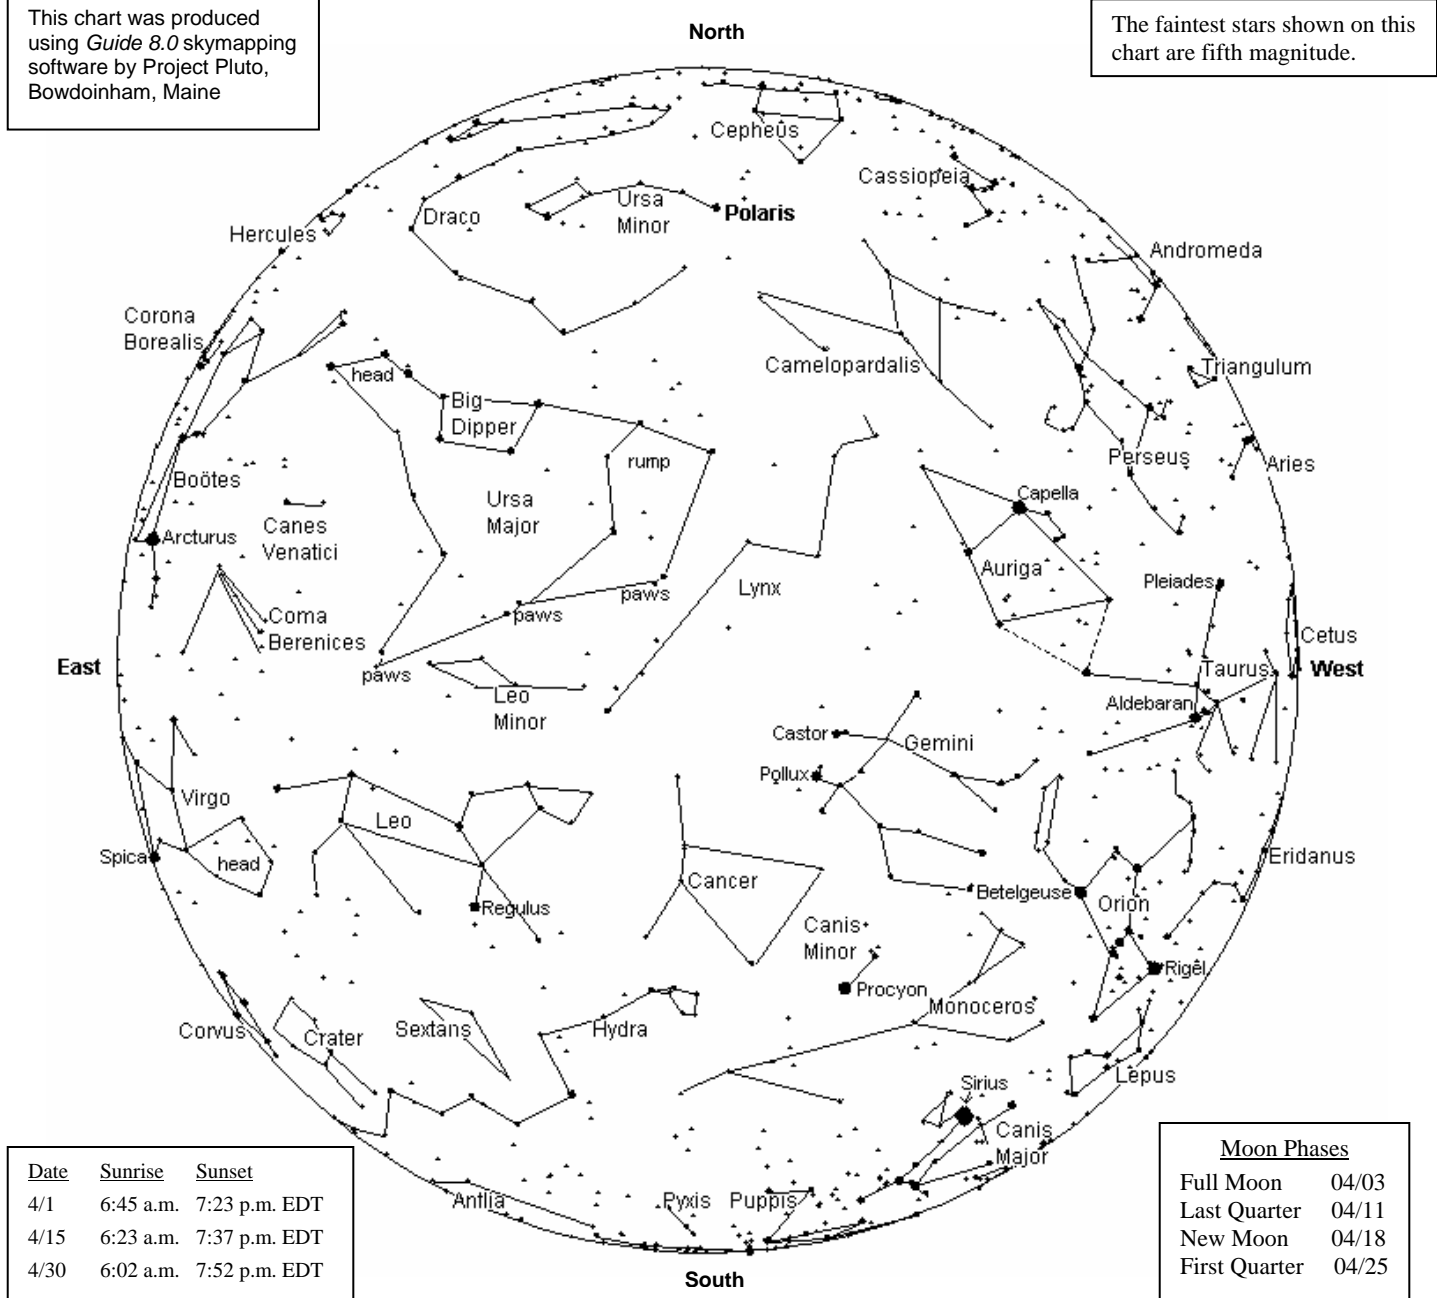 This chart was produced
using Guide 8.0 skymapping
software by Project Pluto,
Bowdoinham, Maine
North
The faintest stars shown on this
chart are fifth magnitude.
Cepheus
Cassiopeia
Draco
Ursa
Minor
Polaris
Hercules
Andromeda
Corona
Borealis
head
Camelopardalis
Triangulum
Big
Dipper
rump
Perseus
Aries
Boötes
Ursa
Major
Capella
Canes
Venatici
Arcturus
Auriga
Pleiades
Lynx
paws
paws
Coma
Berenices
Cetus
East
paws
Leo
Minor
Taurus
West
Aldebaran
Castor
Gemini
Pollux
Virgo
Leo
Spica
head
Eridanus
Cancer
Betelgeuse
Orion
Regulus
Canis
Minor
Rigel
Procyon
Monoceros
Corvus
Crater
Sextans
Hydra
Lepus
Sirius
Canis
Major
Antlia
Pyxis
Puppis
South
Date Sunrise Sunset
4/1 6:45 a.m. 7:23 p.m. EDT
4/15 6:23 a.m. 7:37 p.m. EDT
4/30 6:02 a.m. 7:52 p.m. EDT
Moon Phases
Full Moon 04/03
Last Quarter 04/11
New Moon 04/18
First Quarter 04/25